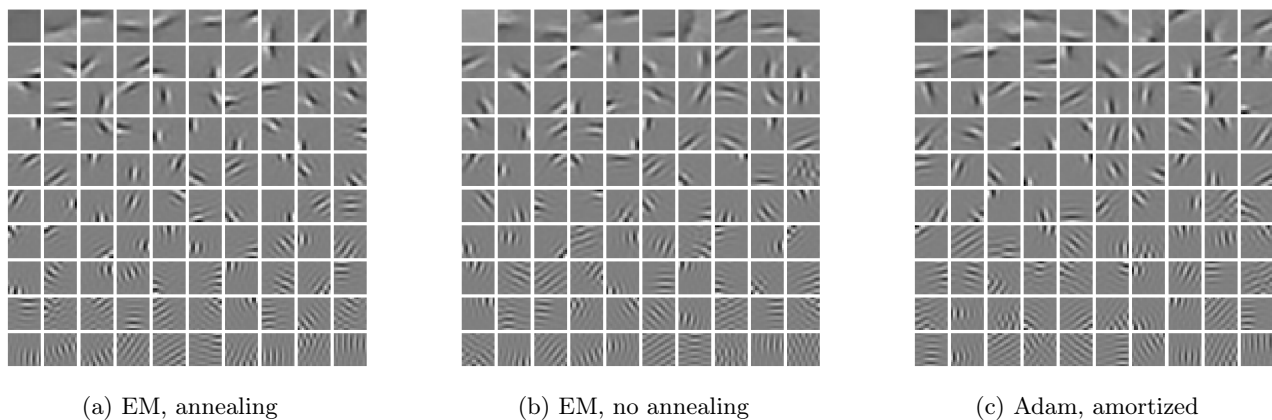 (a) EM, annealing
(b) EM, no annealing
(c) Adam, amortized